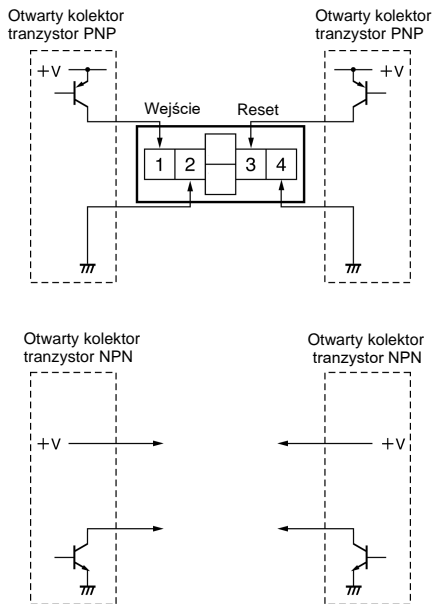 Otwarty kolektor
tranzystor PNP
Otwarty kolektor
tranzystor PNP
+V
+V
Wejście
Reset
1 2 3 4
Otwarty kolektor
tranzystor NPN
Otwarty kolektor
tranzystor NPN
+V
+V